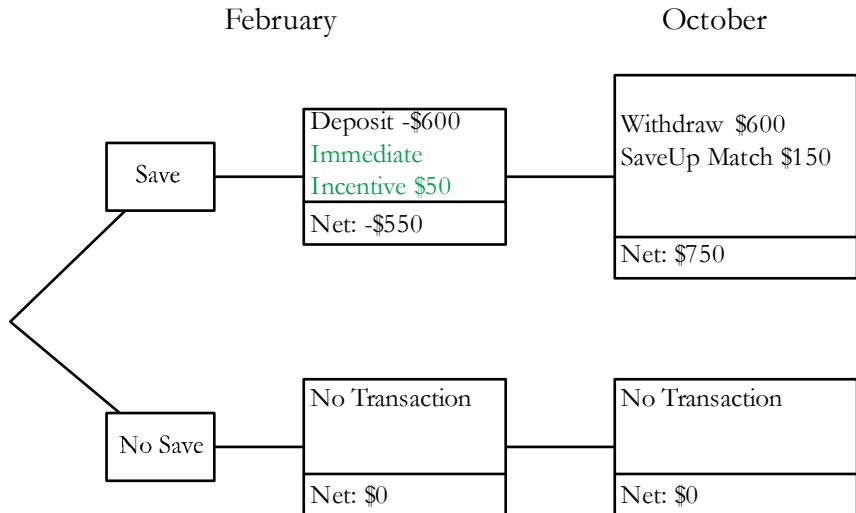 February
October
Save
Deposit -$600
Immediate
Incentive $50
Net: -$550
Withdraw $600
SaveUp Match $150
Net: $750
No Save
No Transaction
Net: $0
No Transaction
Net: $0